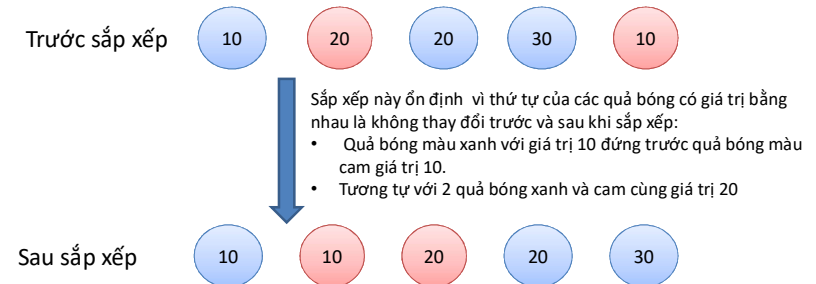 Trước sắp xếp 10 20 20 30 10
Sắp xếp này ổn định vì thứ tự của các quả bóng có giá trị bằng
nhau là không thay đổi trước và sau khi sắp xếp:
• Quả bóng màu xanh với giá trị 10 đứng trước quả bóng màu
cam giá trị 10.
• Tương tự với 2 quả bóng xanh và cam cùng giá trị 20
Sau sắp xếp 10 10 20 20 30